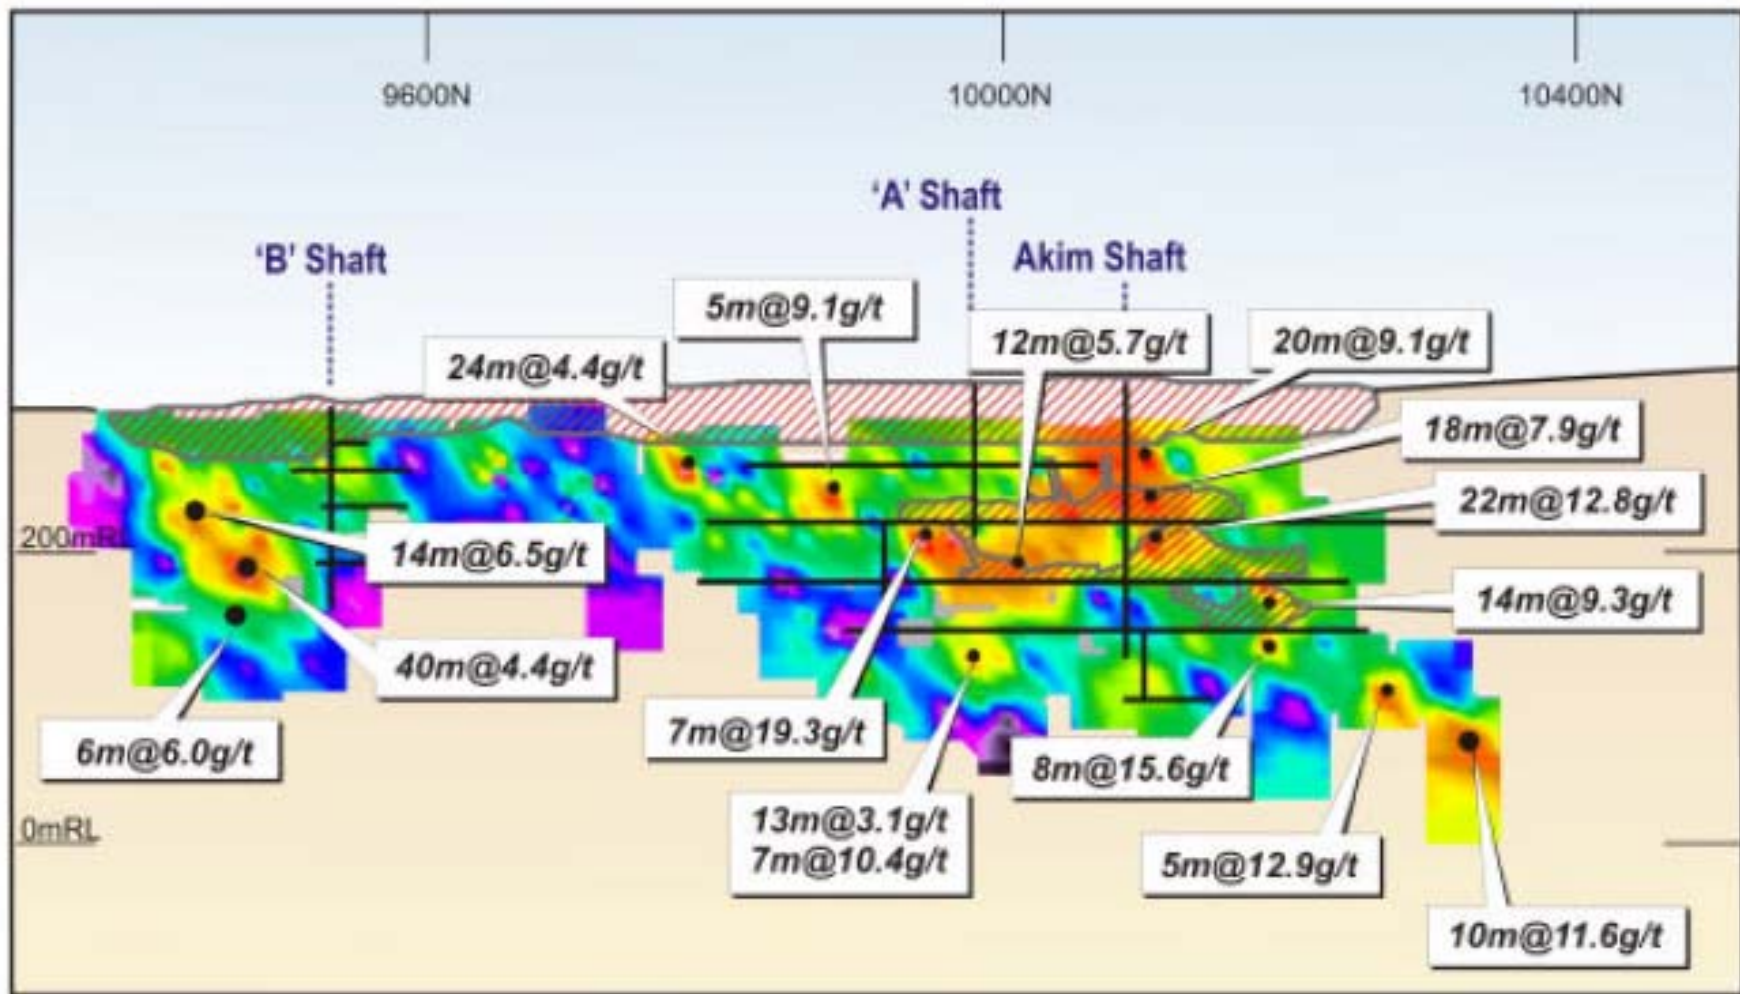 9600N
10000N
10400N
'A' Shaft
'B' Shaft
Akim Shaft
5m@9.1g/t
12m@5.7g/t
20m@9.1g/t
24m@4.4g/t
18m@7.9g/t
22m@12.8g/t
200mRL
14m@6.5g/t
14m@9.3g/t
40m@4.4g/t
7m@19.3g/t
6m@6.0g/t
8m@15.6g/t
13m@3.1g/t
7m@10.4g/t
0mRL
5m@12.9g/t
10m@11.6g/t